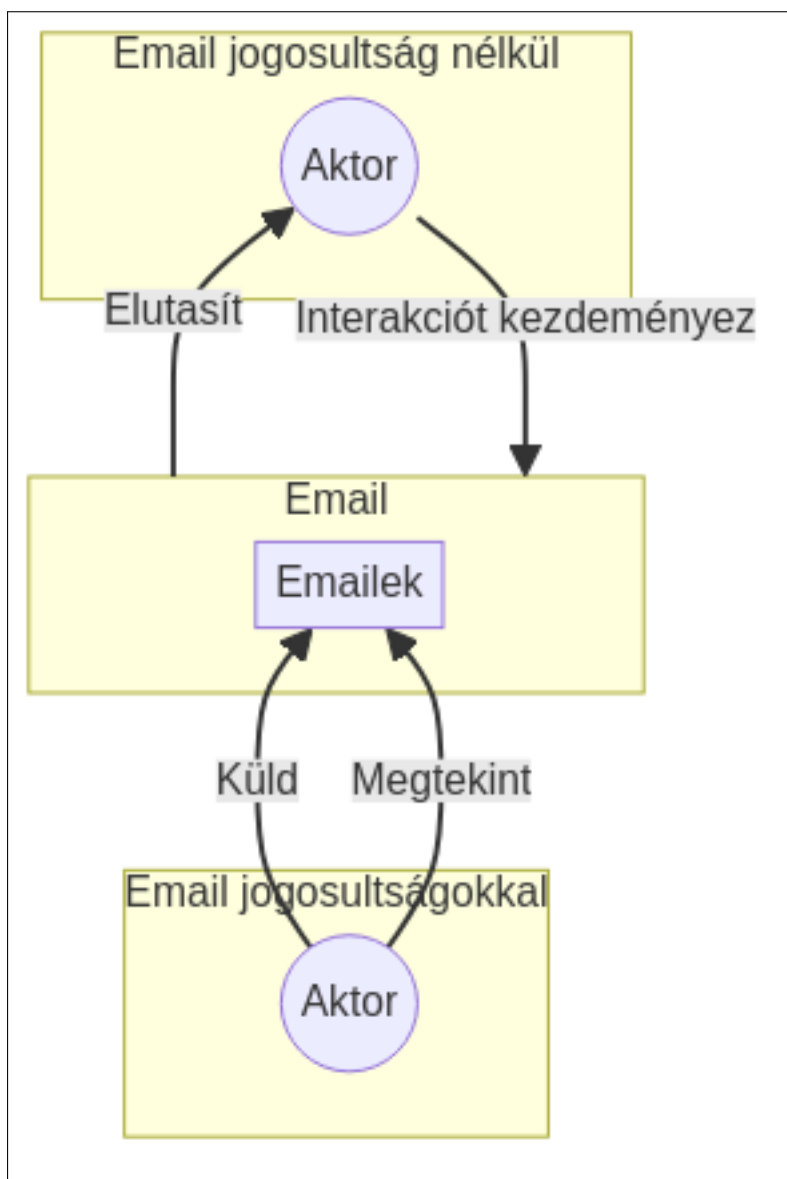 Email jogosultság nélkül
Aktor
Elutasít
Interakciót kezdeményez
Email
Emailek
Küld
Megtekint
Email jogosultságokkal
Aktor